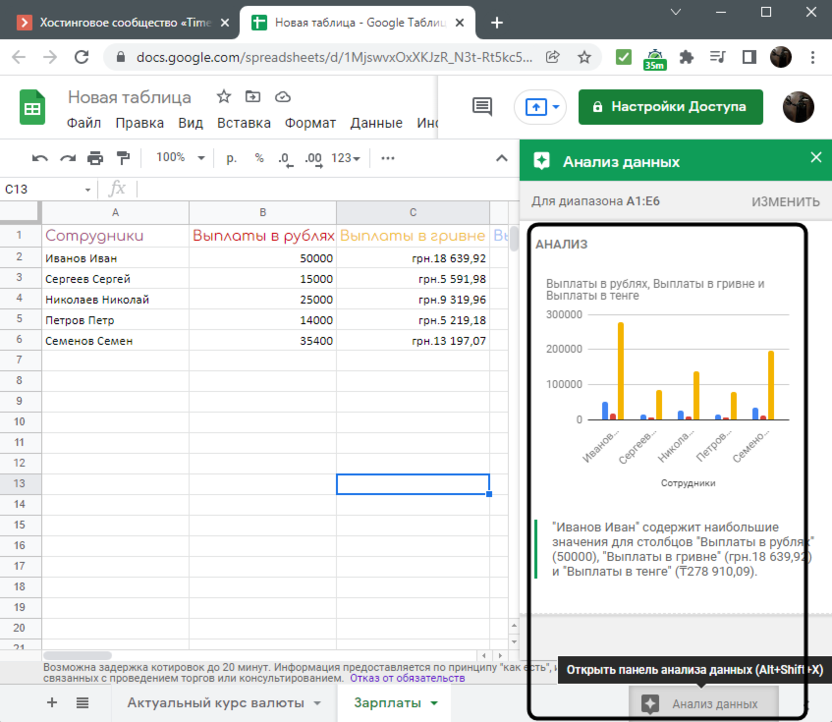 Хостинговое сообщество «Time
Новая таблица - Google Таблиц
docs.google.com/spreadsheets/d/1MjswvxOxXKJzR_N3t-Rt5kc5...
35m
Новая таблица
Файл Правка Вид Вставка Формат Данные Инс
Настройки Доступа
100% р. % .0 .00 123
C13
fx
A B C
1 Сотрудники Выплаты в рублях Выплаты в гривне Вы
2 Иванов Иван 50000 грн.18 639,92
3 Сергеев Сергей 15000 грн.5 591,98
4 Николаев Николай 25000 грн.9 319,96
5 Петров Петр 14000 грн.5 219,18
6 Семенов Семен 35400 грн.13 197,07
7
8
9
10
11
12
13
14
15
16
17
18
19
20
21
Возможна задержка котировок до 20 минут. Информация предоставляется по принципу "как есть", и
связанных с проведением торгов или консультированием. Отказ от обязательств
Актуальный курс валюты Зарплаты
Анализ данных
Для диапазона A1:E6 ИЗМЕНИТЬ
АНАЛИЗ
Выплаты в рублях, Выплаты в гривне и
Выплаты в тенге
300000
200000
100000
0
Иванов... Сергеев... Никола... Петров... Семено...
Сотрудники
"Иванов Иван" содержит наибольшие
значения для столбцов "Выплаты в рублях"
(50000), "Выплаты в гривне" (грн.18 639,92)
и "Выплаты в тенге" (₸278 910,09).
Открыть панель анализа данных (Alt+Shift+X)
Анализ данных